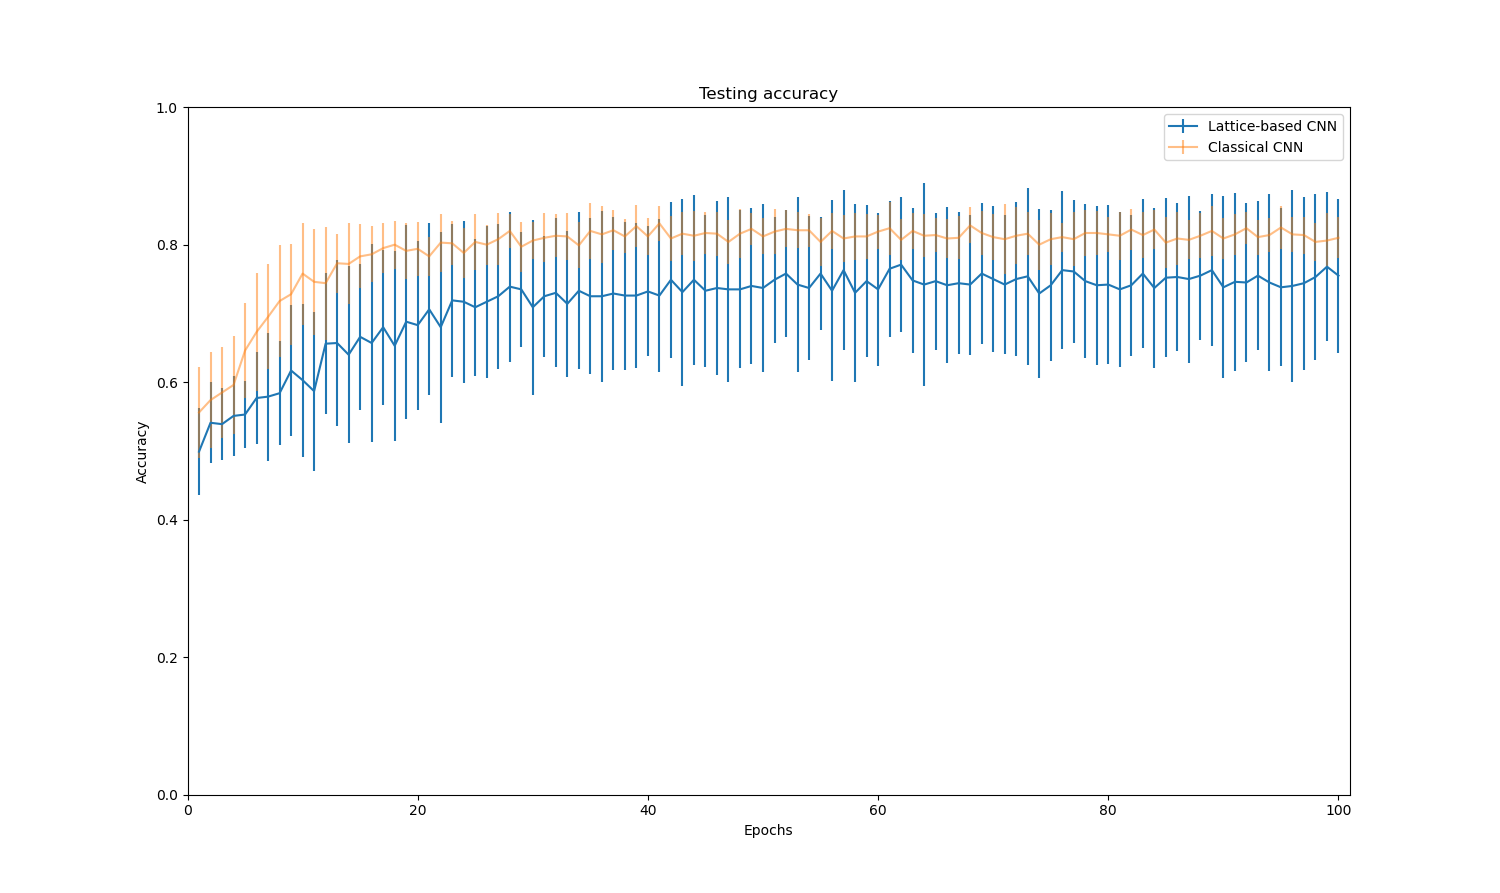 Testing accuracy
1.0
Lattice-based CNN
Classical CNN
0.8
0.6
Accuracy
0.4
0.2
0.0
0 20 40 60 80 100
Epochs